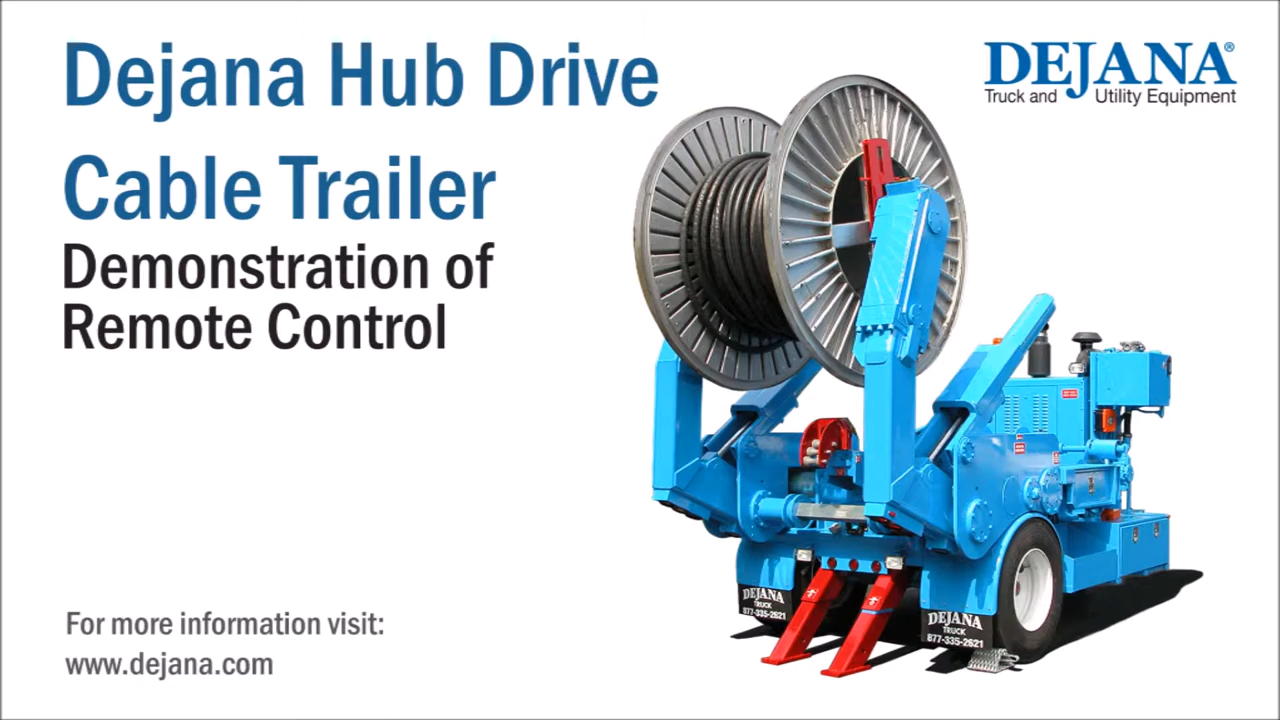 Dejana Hub Drive
Cable Trailer
Demonstration of
Remote Control
DEJANA®
Truck and Utility Equipment
DEJANA
TRUCK
877-335-2621
DEJANA
TRUCK
877-335-2621
For more information visit:
www.dejana.com